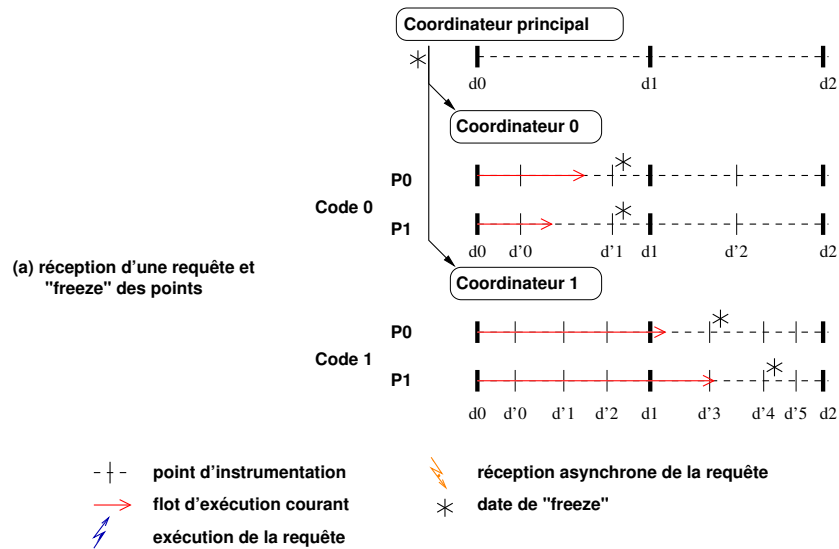 Coordinateur principal
d0 d1 d2
Coordinateur 0
P0
Code 0
P1
d0 d'0 d'1 d1 d'2 d2
(a) réception d'une requête et
"freeze" des points
Coordinateur 1
P0
Code 1
P1
d0 d'0 d'1 d'2 d1 d'3 d'4 d'5 d2
point d'instrumentation
réception asynchrone de la requête
flot d'exécution courant
date de "freeze"
exécution de la requête